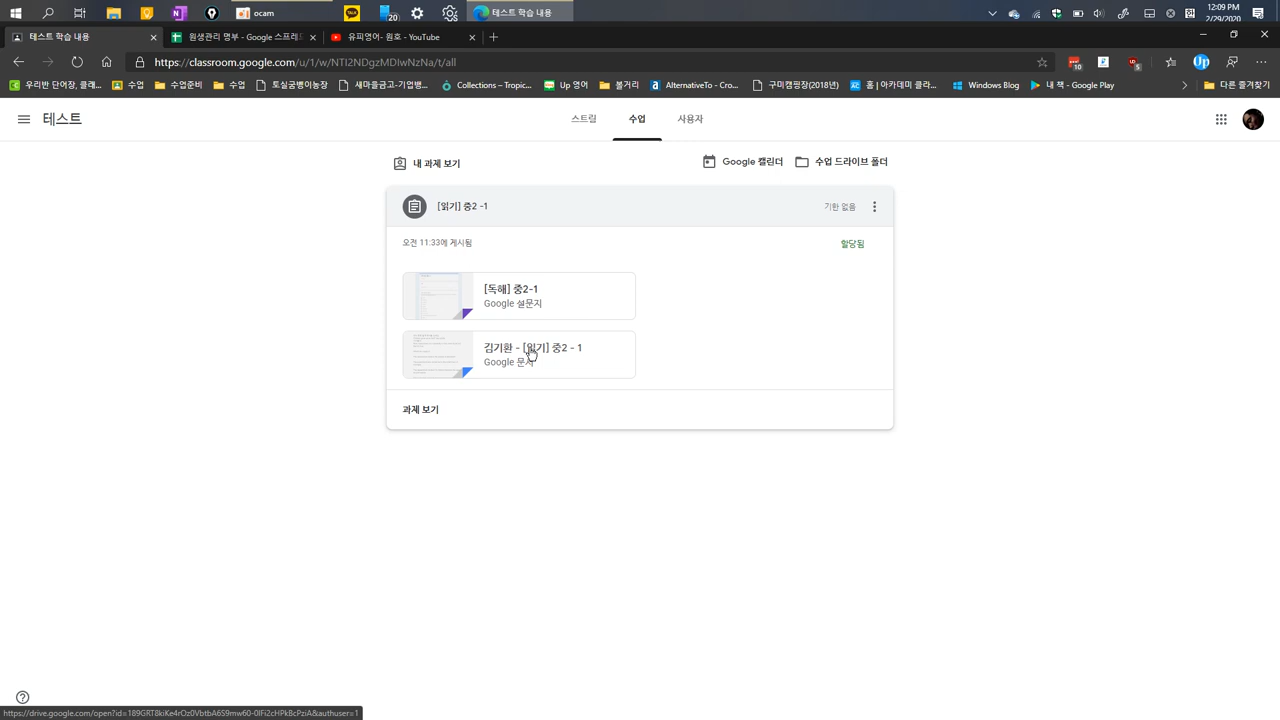 ocam
20
테스트 학습 내용
12:09 PM
2/29/2020
테스트 학습 내용
원생관리 명부 - Google 스프레드
유피영어- 원호 - YouTube
https://classroom.google.com/u/1/w/NTI2NDgzMDIwNzNa/t/all
10
Up
5
우리반 단어장, 클래...
수업
수업준비
수업
토실굼벵이농장
새마을금고-기업뱅...
Collections – Tropic...
Up 영어
볼거리
AlternativeTo - Cro...
구미캠핑장(2018년)
홈 | 아카데미 클라...
Windows Blog
내 책 - Google Play
다른 즐겨찾기
테스트
스트림
수업
사용자
내 과제 보기
Google 캘린더
수업 드라이브 폴더
[읽기] 중2 -1
기한 없음
오전 11:33에 게시됨
할당됨
[독해] 중2-1
Google 설문지
김기환 - [읽기] 중2 - 1
Google 문서
과제 보기
https://drive.google.com/open?id=189GRT8kiKe4rOz0VbtbA6S9mw60-0lFi2cHPkBcPziA&authuser=1